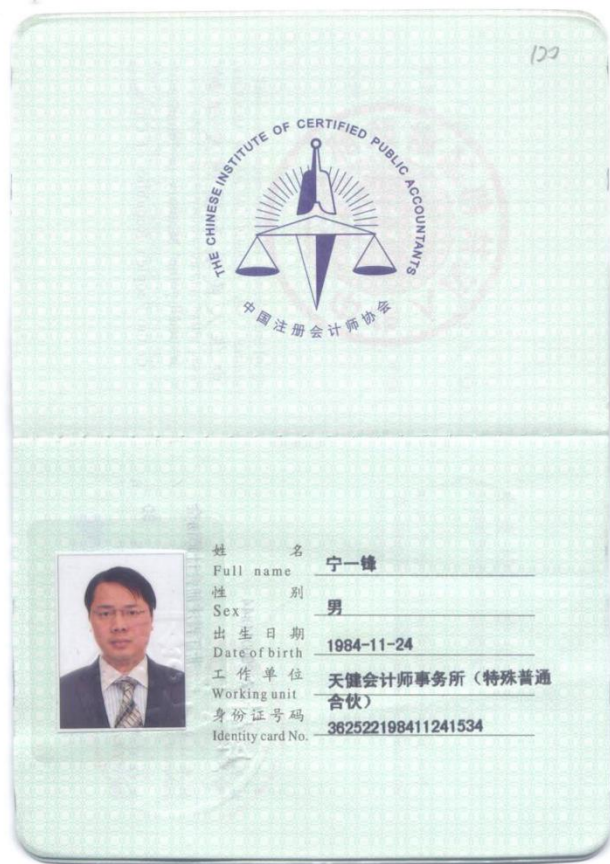 120
THE CHINESE INSTITUTE OF CERTIFIED PUBLIC ACCOUNTANTS
中国注册会计师协会
姓 名 宁一锋
Full name
性 别 男
Sex
出生日期 1984-11-24
Date of birth
工作单位 天健会计师事务所（特殊普通
Working unit 合伙）
身份证号码 362522198411241534
Identity card No.